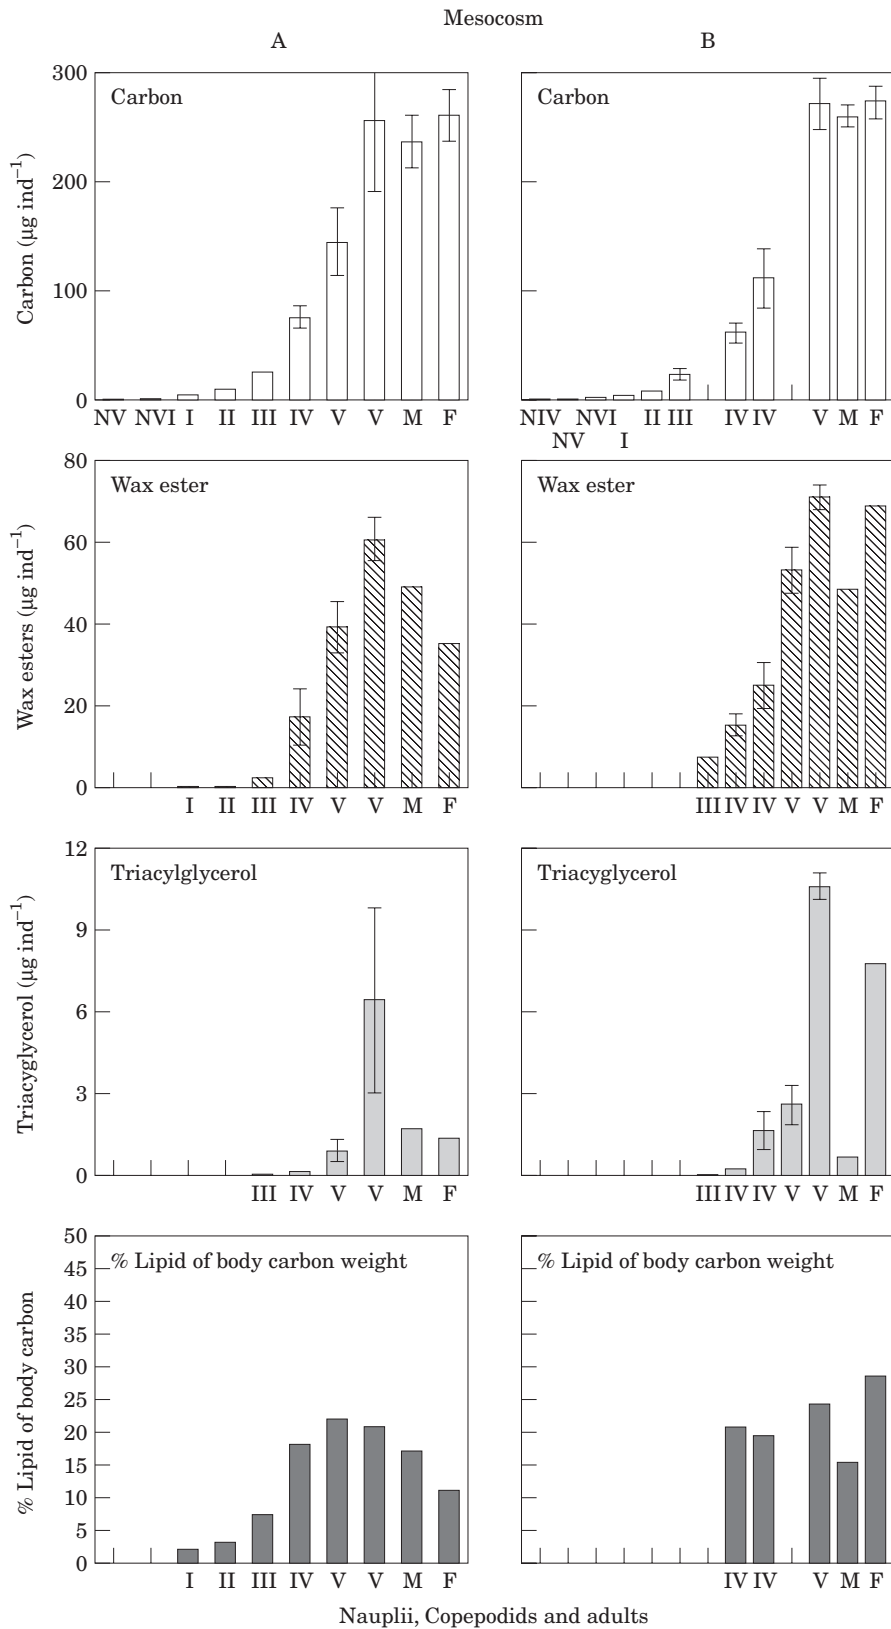 Mesocosm
A B
Carbon (µg ind⁻¹)
300
200
100
0
Carbon
NV NVI I II III IV V V M F
Carbon
NIV NVI II III IV IV V M F
NV I
Wax esters (µg ind⁻¹)
80
60
40
20
0
Wax ester
I II III IV V V M F
Wax ester
III IV IV V V M F
Triacyglycerol (µg ind⁻¹)
12
9
6
3
0
Triacylglycerol
III IV V V M F
Triacyglycerol
III IV IV V V M F
% Lipid of body carbon
50
45
40
35
30
25
20
15
10
5
0
% Lipid of body carbon weight
I II III IV V V M F
% Lipid of body carbon weight
IV IV V M F
Nauplii, Copepodids and adults